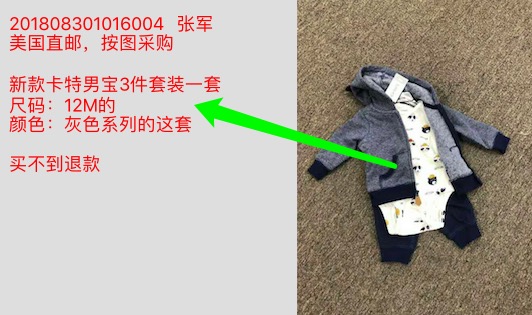 201808301016004 张军
美国直邮，按图采购
新款卡特男宝3件套装一套
尺码：12M的
颜色：灰色系列的这套
买不到退款